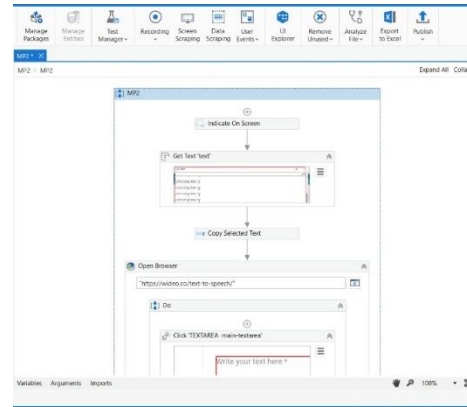 Manage Packages
Manage Entities
Test Manager
Recording
Screen Scraping
Data Scraping
User Events
UI Explorer
Remove Unused
Analyze File
Export to Excel
Publish
MP2 * X
MP2 > MP2
Expand All Colla
MP2
Indicate On Screen
Get Text 'text'
Copy Selected Text
Open Browser
"https://wideo.co/text-to-speech/"
Do
Click 'TEXTAREA main-textarea'
Write your text here *
Variables Arguments Imports
100%